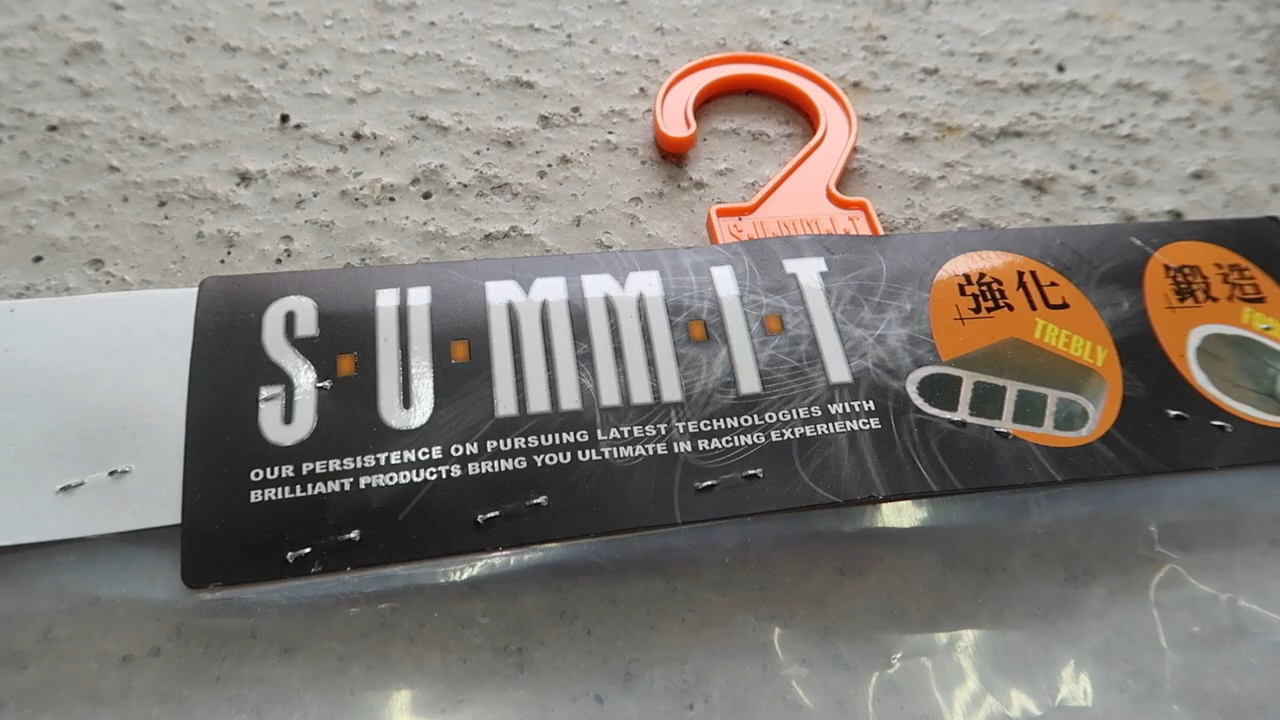 S·U·MM·I·T
S·U·MM·I·T
OUR PERSISTENCE ON PURSUING LATEST TECHNOLOGIES WITH
BRILLIANT PRODUCTS BRING YOU ULTIMATE IN RACING EXPERIENCE
強化
TREBLY
鍛造